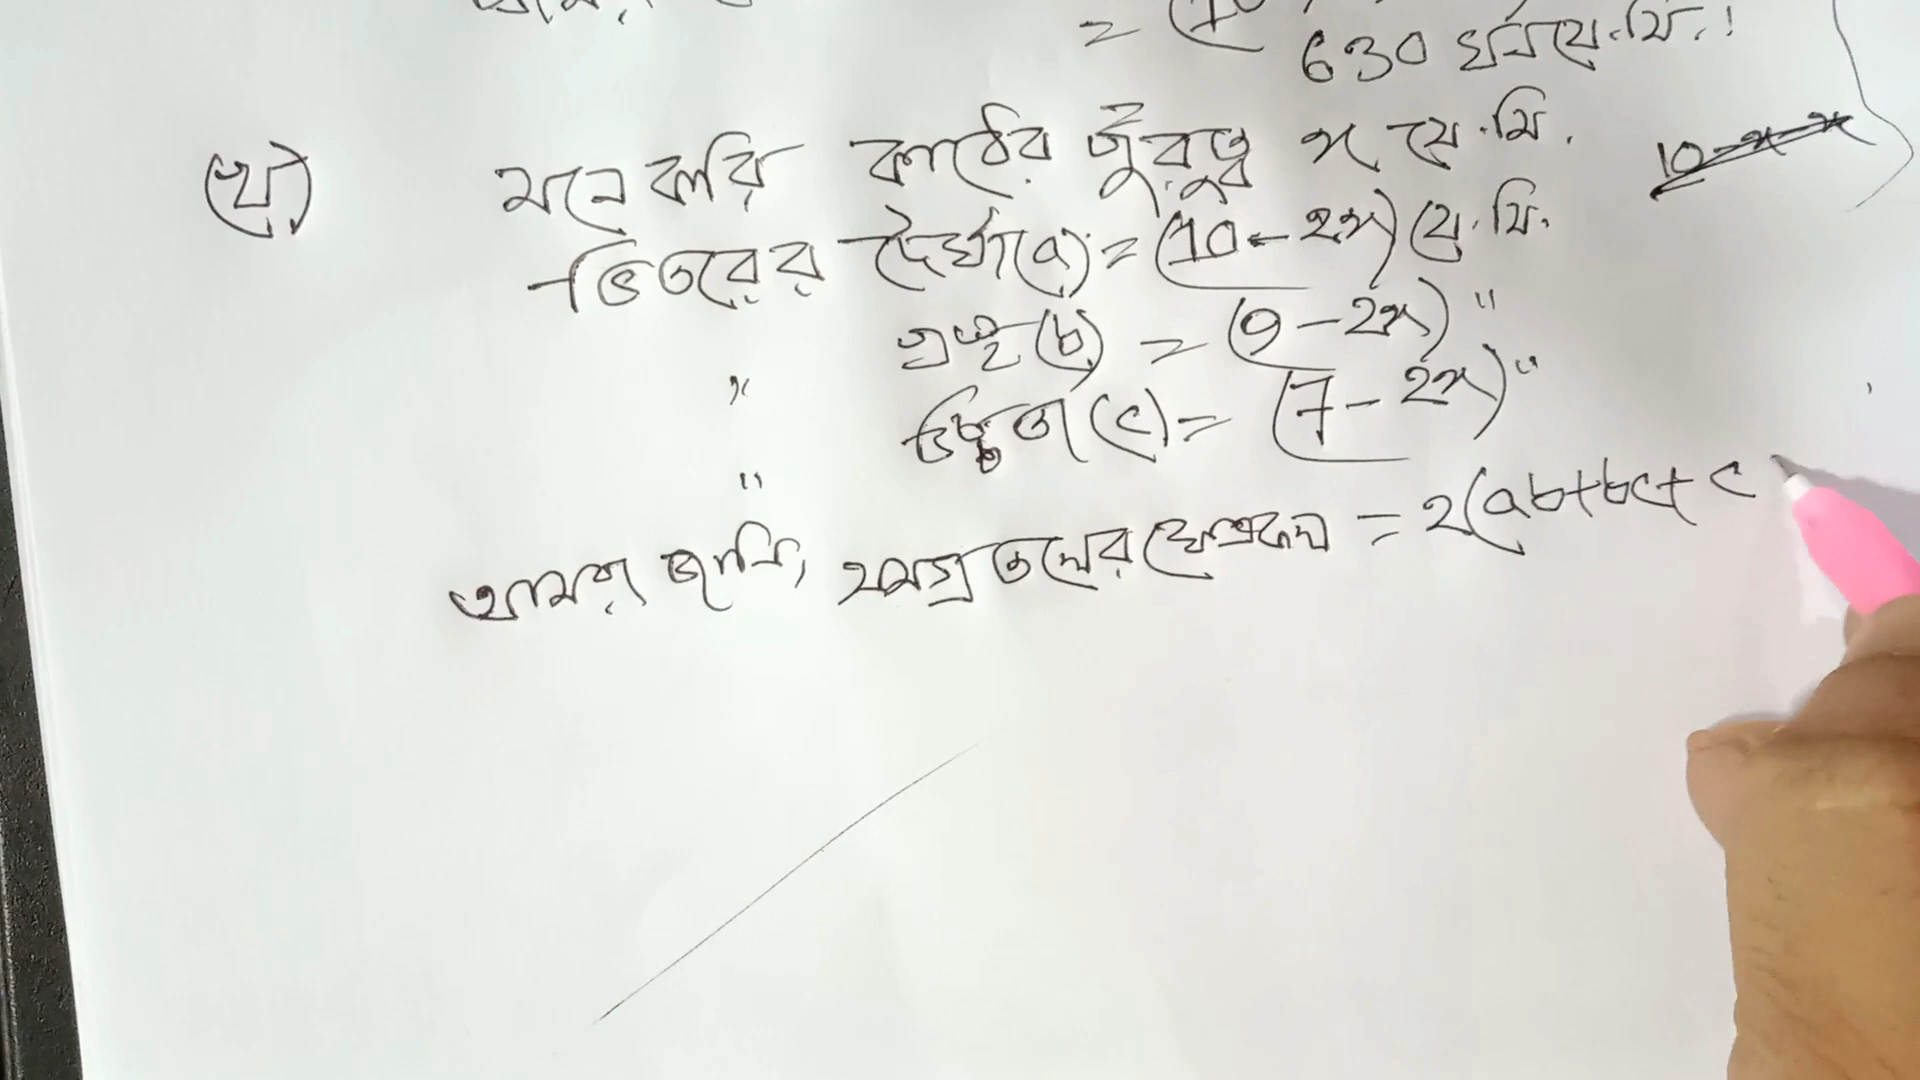 = (10
630 ঘন সে.মি.।
(খ) মনে করি কাঠের পুরুত্ব x সে.মি.
ভিতরের দৈর্ঘ্য (a) = (10 - 2x) সে.মি.
" প্রস্থ (b) = (9 - 2x) "
" উচ্চতা (c) = (7 - 2x) "
আমরা জানি, সমগ্র তলের ক্ষেত্রফল = 2(ab+bc+c